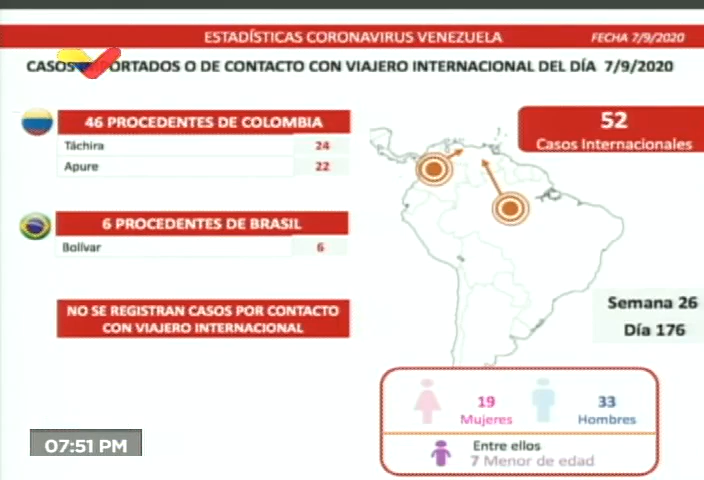 ESTADÍSTICAS CORONAVIRUS VENEZUELA
FECHA 7/9/2020
CASOS PORTADOS O DE CONTACTO CON VIAJERO INTERNACIONAL DEL DÍA 7/9/2020
46 PROCEDENTES DE COLOMBIA
Táchira 24
Apure 22
52
Casos Internacionales
6 PROCEDENTES DE BRASIL
Bolívar 6
NO SE REGISTRAN CASOS POR CONTACTO
CON VIAJERO INTERNACIONAL
Semana 26
Día 176
19
Mujeres
33
Hombres
Entre ellos
7 Menor de edad
07:51 PM